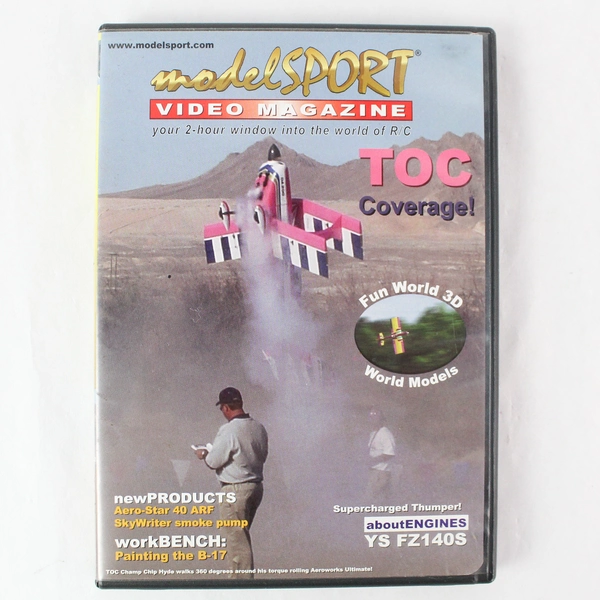 www.modelsport.com
modelSPORT®
VIDEO MAGAZINE
your 2-hour window into the world of R/C
TOC
Coverage!
Fun World 3D
World Models
newPRODUCTS
Aero-Star 40 ARF
SkyWriter smoke pump
workBENCH:
Painting the B-17
Supercharged Thumper!
aboutENGINES
YS FZ140S
TOC Champ Chip Hyde walks 360 degrees around his torque rolling Aeroworks Ultimate!